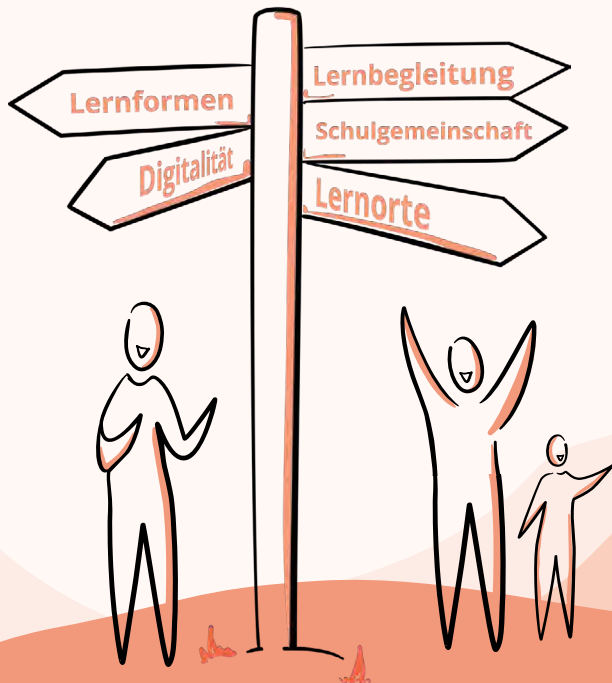 Lernformen
Digitalität
Lernbegleitung
Schulgemeinschaft
Lernorte